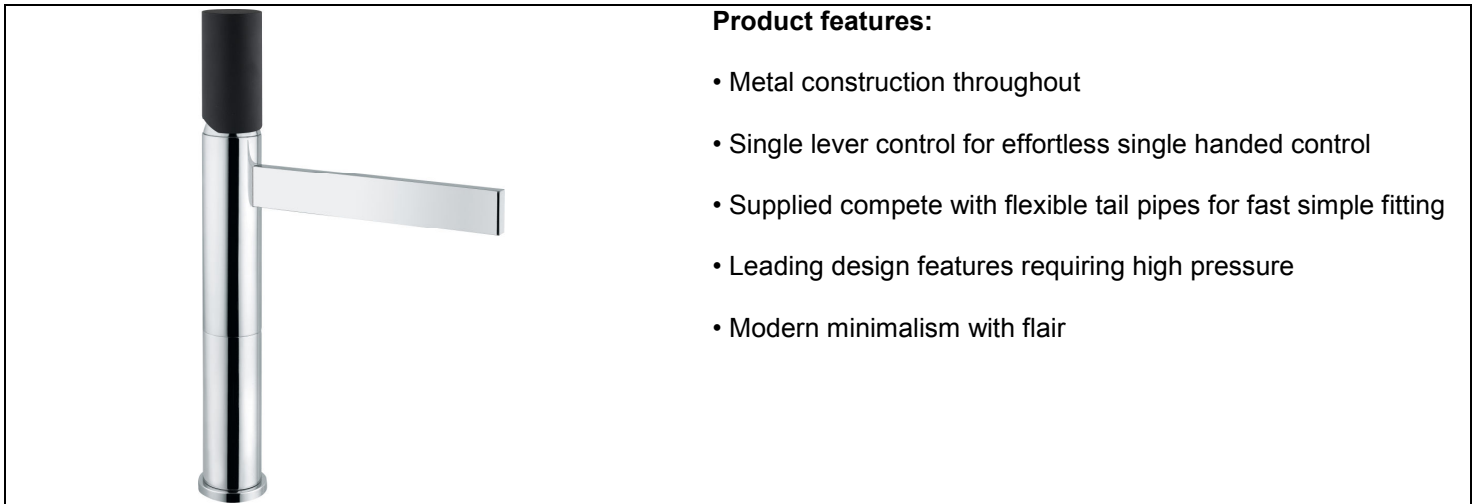 Product features:
• Metal construction throughout
• Single lever control for effortless single handed control
• Supplied compete with flexible tail pipes for fast simple fitting
• Leading design features requiring high pressure
• Modern minimalism with flair